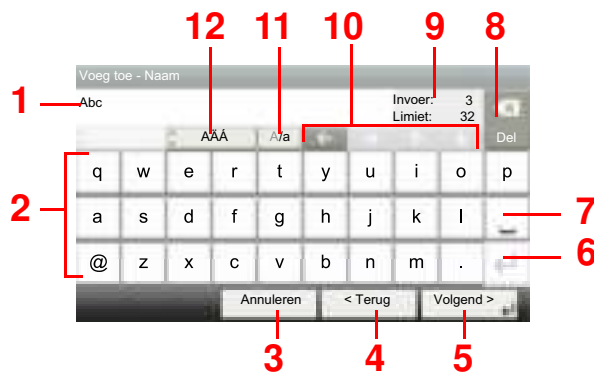 12 11 10 9 8
Voeg toe - Naam
1 Abc Invoer: 3
Limiet: 32
AÄÁ A/a Del
2 q w e r t y u i o p
a s d f g h j k l _ 7
@ z x c v b n m . 6
Annuleren < Terug Volgend >
3 4 5